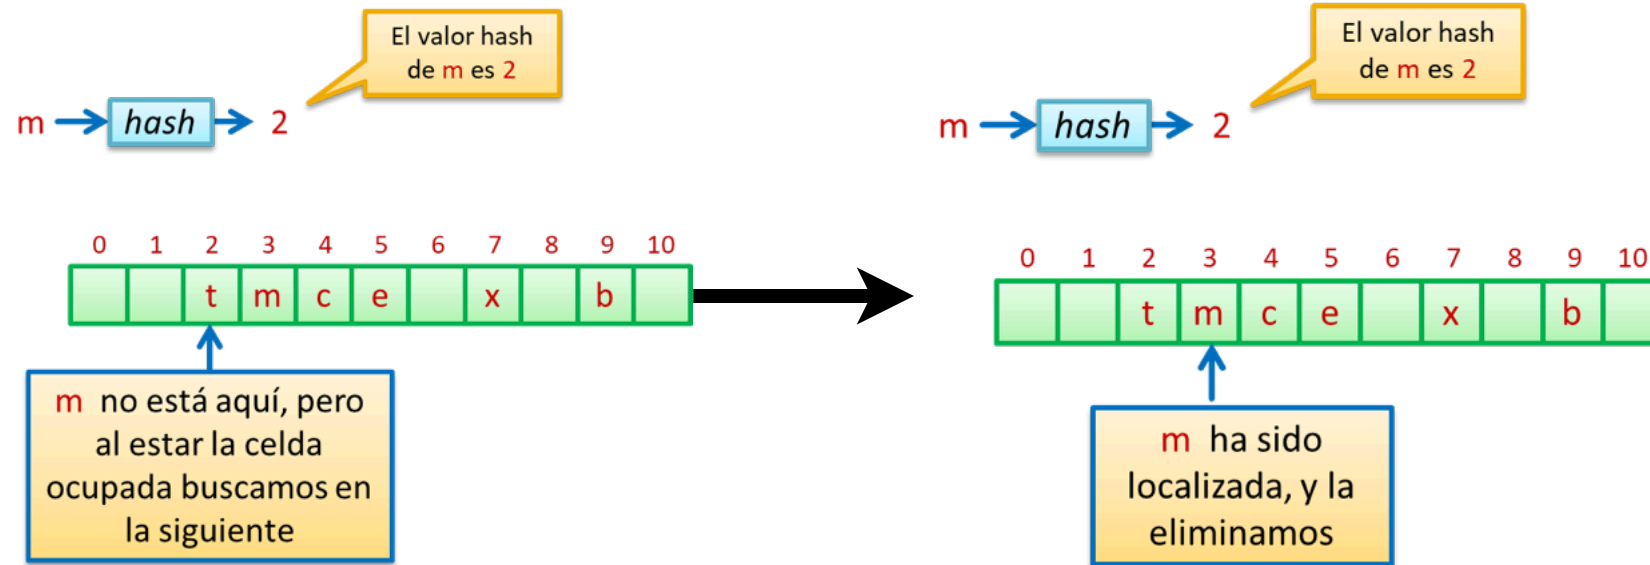 El valor hash
de m es 2
m hash 2
0 1 2 3 4 5 6 7 8 9 10
t m c e x b
m no está aquí, pero
al estar la celda
ocupada buscamos en
la siguiente
El valor hash
de m es 2
m hash 2
0 1 2 3 4 5 6 7 8 9 10
t m c e x b
m ha sido
localizada, y la
eliminamos